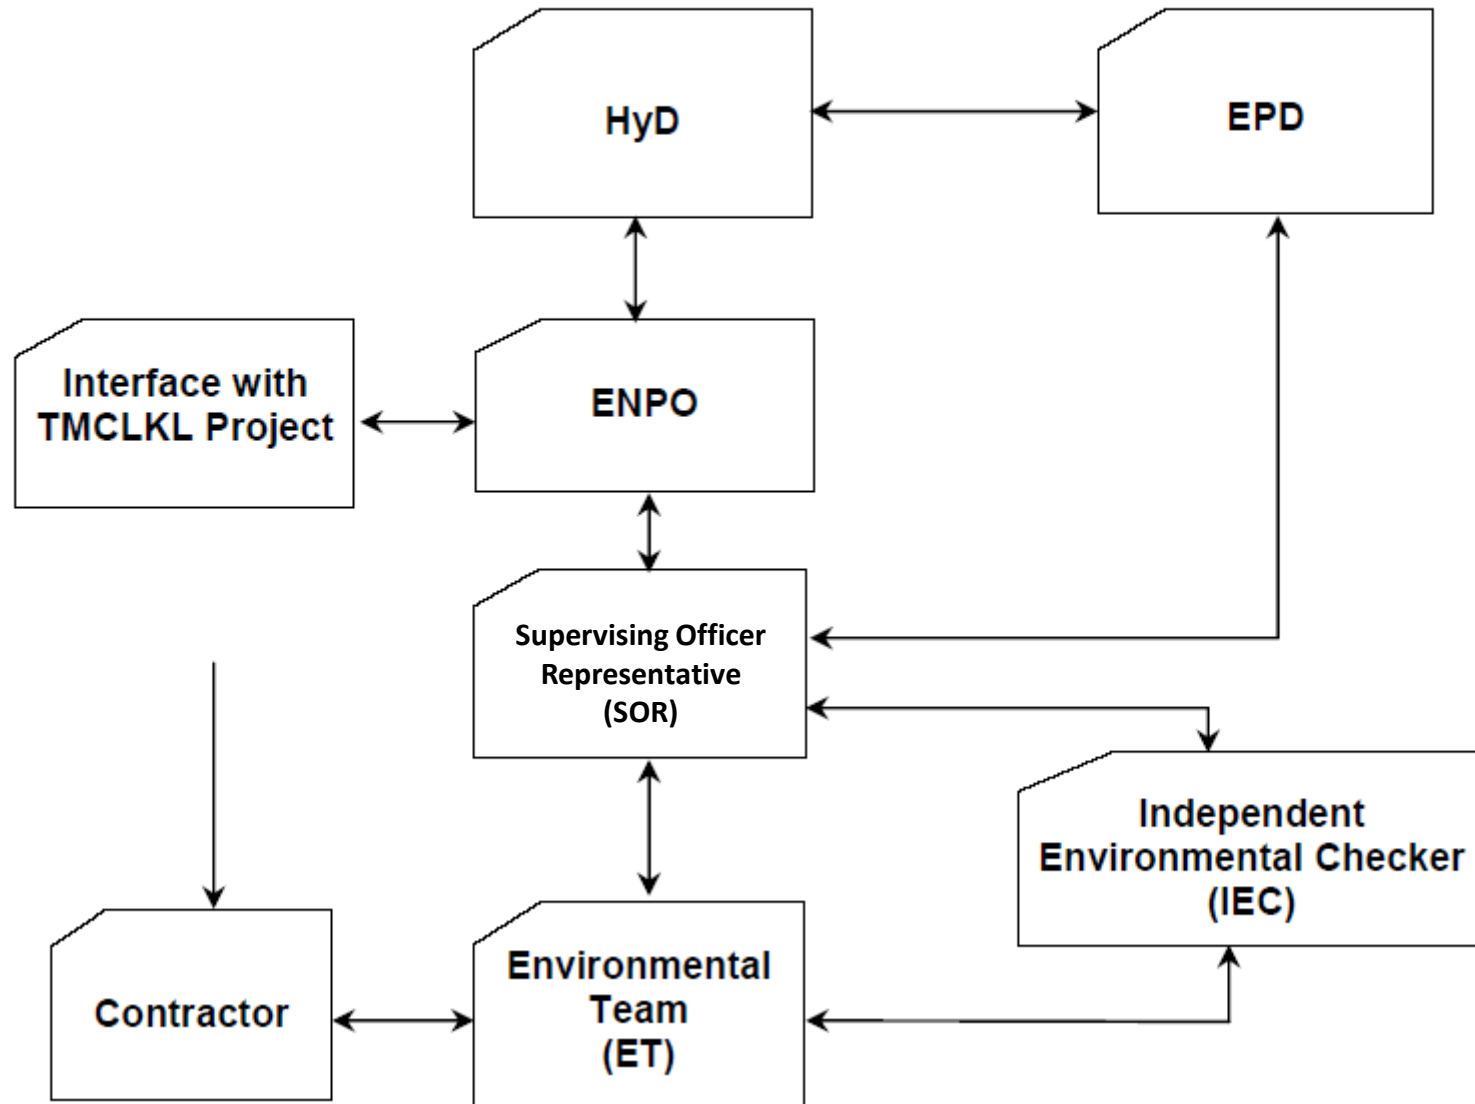 HyD
EPD
Interface with
TMCLKL Project
ENPO
Supervising Officer
Representative
(SOR)
Independent
Environmental Checker
(IEC)
Contractor
Environmental
Team
(ET)